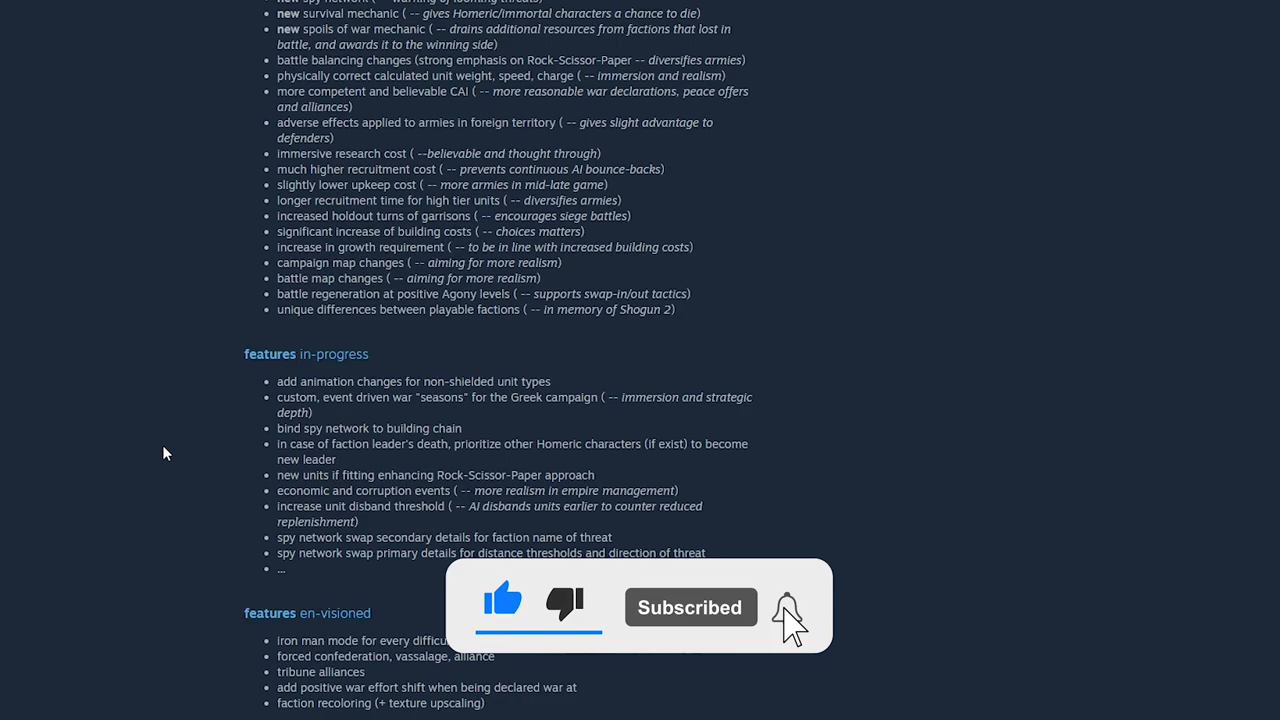 new spy network ( -- warning of looming threats)
new survival mechanic ( -- gives Homeric/immortal characters a chance to die)
new spoils of war mechanic ( -- drains additional resources from factions that lost in
battle, and awards it to the winning side)
battle balancing changes (strong emphasis on Rock-Scissor-Paper -- diversifies armies)
physically correct calculated unit weight, speed, charge ( -- immersion and realism)
more competent and believable CAI ( -- more reasonable war declarations, peace offers
and alliances)
adverse effects applied to armies in foreign territory ( -- gives slight advantage to
defenders)
immersive research cost ( --believable and thought through)
much higher recruitment cost ( -- prevents continuous AI bounce-backs)
slightly lower upkeep cost ( -- more armies in mid-late game)
longer recruitment time for high tier units ( -- diversifies armies)
increased holdout turns of garrisons ( -- encourages siege battles)
significant increase of building costs ( -- choices matters)
increase in growth requirement ( -- to be in line with increased building costs)
campaign map changes ( -- aiming for more realism)
battle map changes ( -- aiming for more realism)
battle regeneration at positive Agony levels ( -- supports swap-in/out tactics)
unique differences between playable factions ( -- in memory of Shogun 2)
features in-progress
add animation changes for non-shielded unit types
custom, event driven war "seasons" for the Greek campaign ( -- immersion and strategic
depth)
bind spy network to building chain
in case of faction leader's death, prioritize other Homeric characters (if exist) to become
new leader
new units if fitting enhancing Rock-Scissor-Paper approach
economic and corruption events ( -- more realism in empire management)
increase unit disband threshold ( -- AI disbands units earlier to counter reduced
replenishment)
spy network swap secondary details for faction name of threat
spy network swap primary details for distance thresholds and direction of threat
...
features en-visioned
iron man mode for every
forced confederation, vassalage, alliance
tribune alliances
add positive war effort shift when being declared war at
faction recoloring (+ texture upscaling)
Subscribed